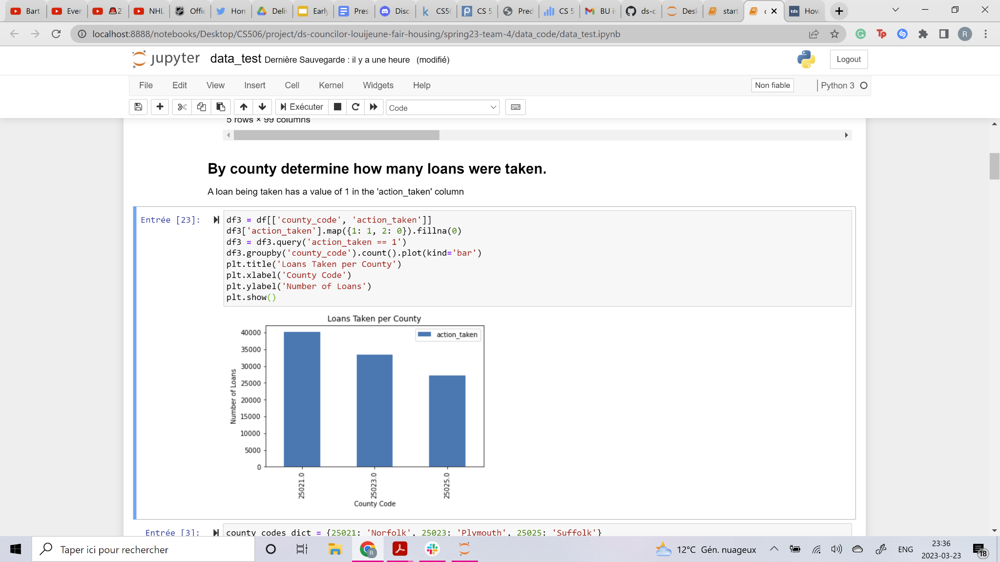 Bart
Ever
2
NHL
Offic
Hom
Deliv
Early
Pres
Disc
CS50
CS 5
Pred
CS 5
BU i
ds-c
Desk
start
How
localhost:8888/notebooks/Desktop/CS506/project/ds-councilor-louijeune-fair-housing/spring23-team-4/data_code/data_test.ipynb
R
jupyter data_test Dernière Sauvegarde : il y a une heure (modifié)
Logout
File Edit View Insert Cell Kernel Widgets Help
Non fiable
Python 3
Exécuter
Code
5 rows × 99 columns
By county determine how many loans were taken.
A loan being taken has a value of 1 in the 'action_taken' column
Entrée [23]:
df3 = df[['county_code', 'action_taken']]
df3['action_taken'].map({1: 1, 2: 0}).fillna(0)
df3 = df3.query('action_taken == 1')
df3.groupby('county_code').count().plot(kind='bar')
plt.title('Loans Taken per County')
plt.xlabel('County Code')
plt.ylabel('Number of Loans')
plt.show()
Loans Taken per County
action_taken
Number of Loans
40000
35000
30000
25000
20000
15000
10000
5000
0
25021.0
25023.0
25025.0
County Code
Entrée [3]:
county_codes_dict = {25021: 'Norfolk', 25023: 'Plymouth', 25025: 'Suffolk'}
Taper ici pour rechercher
12°C Gén. nuageux
ENG
23:36
2023-03-23
18